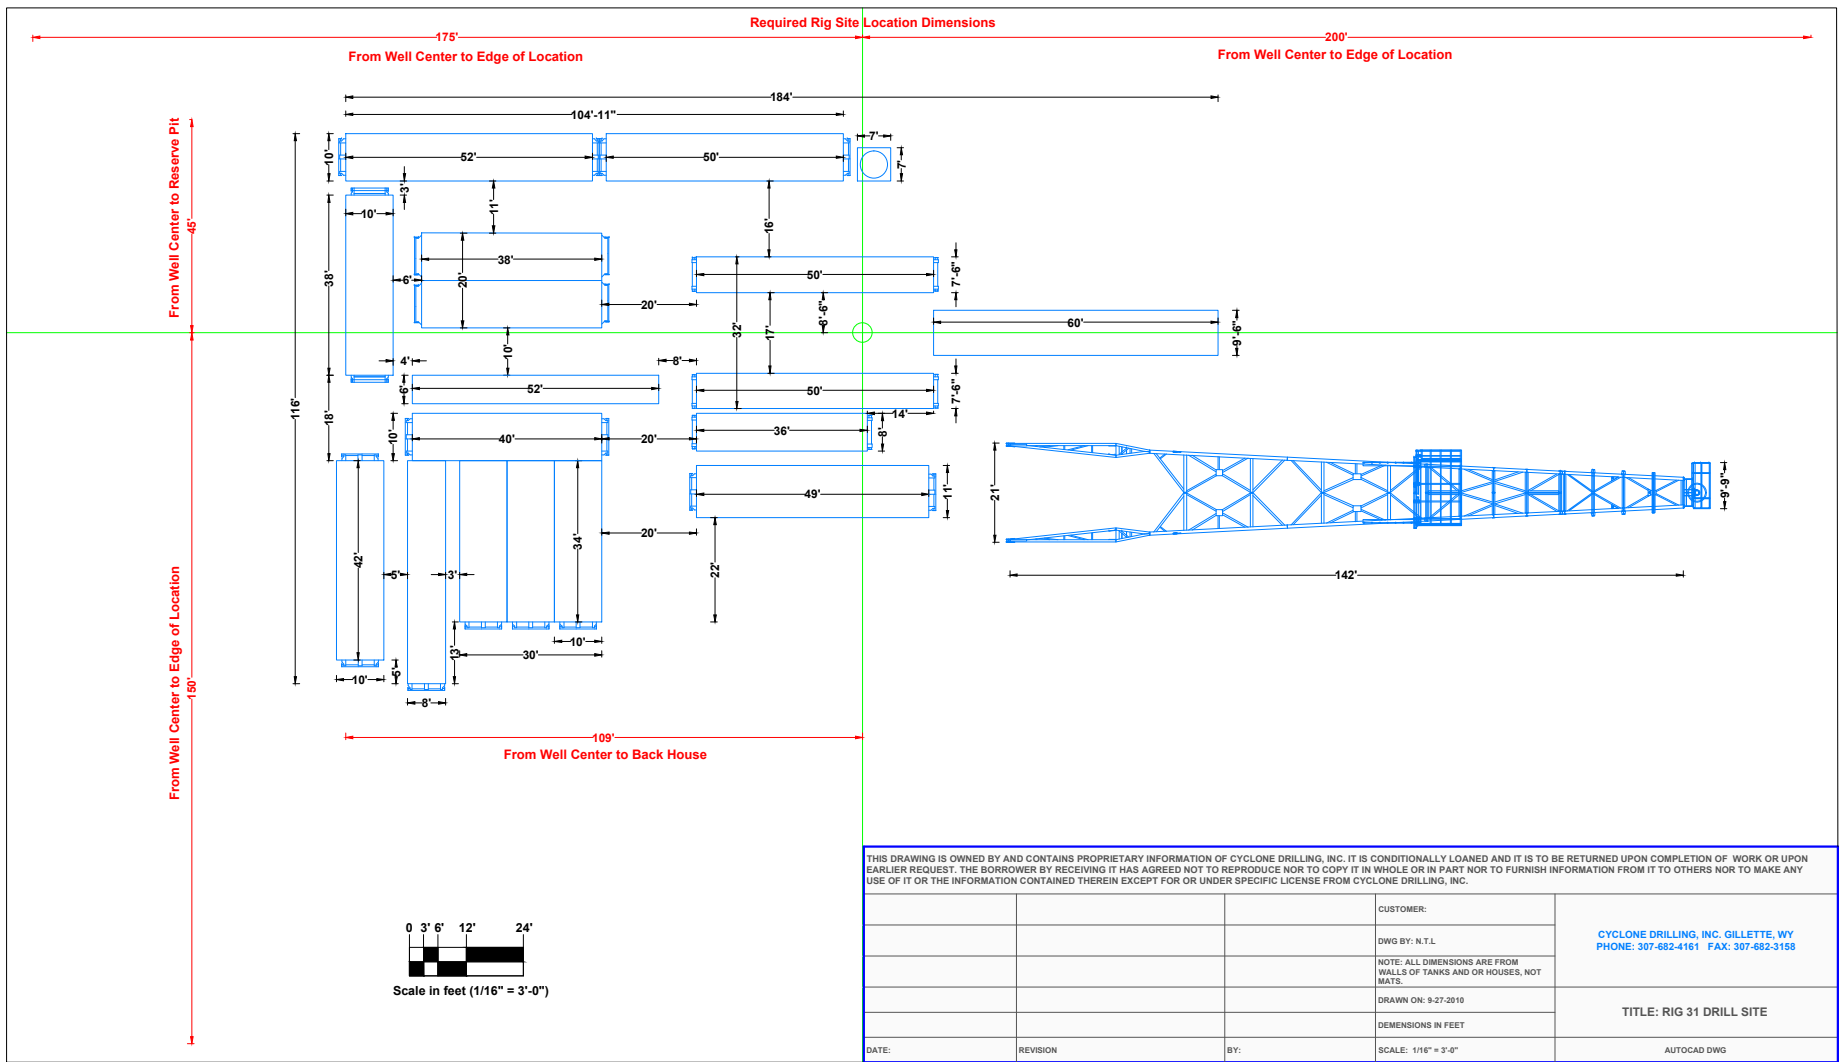 Required Rig Site Location Dimensions
175'
200'
From Well Center to Edge of Location
From Well Center to Edge of Location
184'
104'-11"
From Well Center to Reserve Pit
45'
10'
52'
50'
7'
7'
3'
10'
11'
16'
38'
6'
38'
20'
20'
50'
7'-6"
32'
17'
8'-6"
60'
9'-6"
10'
4'
8'
6'
52'
50'
7'-6"
116'
18'
10'
40'
20'
36'
14'
8'
21'
9'-9"
142'
49'
11'
42'
5'
3'
34'
20'
22'
13'
10'
30'
5'
10'
8'
From Well Center to Edge of Location
150'
109'
From Well Center to Back House
0 3' 6' 12' 24'
Scale in feet (1/16" = 3'-0")
THIS DRAWING IS OWNED BY AND CONTAINS PROPRIETARY INFORMATION OF CYCLONE DRILLING, INC. IT IS CONDITIONALLY LOANED AND IT IS TO BE RETURNED UPON COMPLETION OF WORK OR UPON
EARLIER REQUEST. THE BORROWER BY RECEIVING IT HAS AGREED NOT TO REPRODUCE NOR TO COPY IT IN WHOLE OR IN PART NOR TO FURNISH INFORMATION FROM IT TO OTHERS NOR TO MAKE ANY
USE OF IT OR THE INFORMATION CONTAINED THEREIN EXCEPT FOR OR UNDER SPECIFIC LICENSE FROM CYCLONE DRILLING, INC.
CUSTOMER:
DWG BY: N.T.L
NOTE: ALL DIMENSIONS ARE FROM
WALLS OF TANKS AND OR HOUSES, NOT
MATS.
DRAWN ON: 9-27-2010
DEMENSIONS IN FEET
CYCLONE DRILLING, INC. GILLETTE, WY
PHONE: 307-682-4161 FAX: 307-682-3158
TITLE: RIG 31 DRILL SITE
DATE:
REVISION
BY:
SCALE: 1/16" = 3'-0"
AUTOCAD DWG